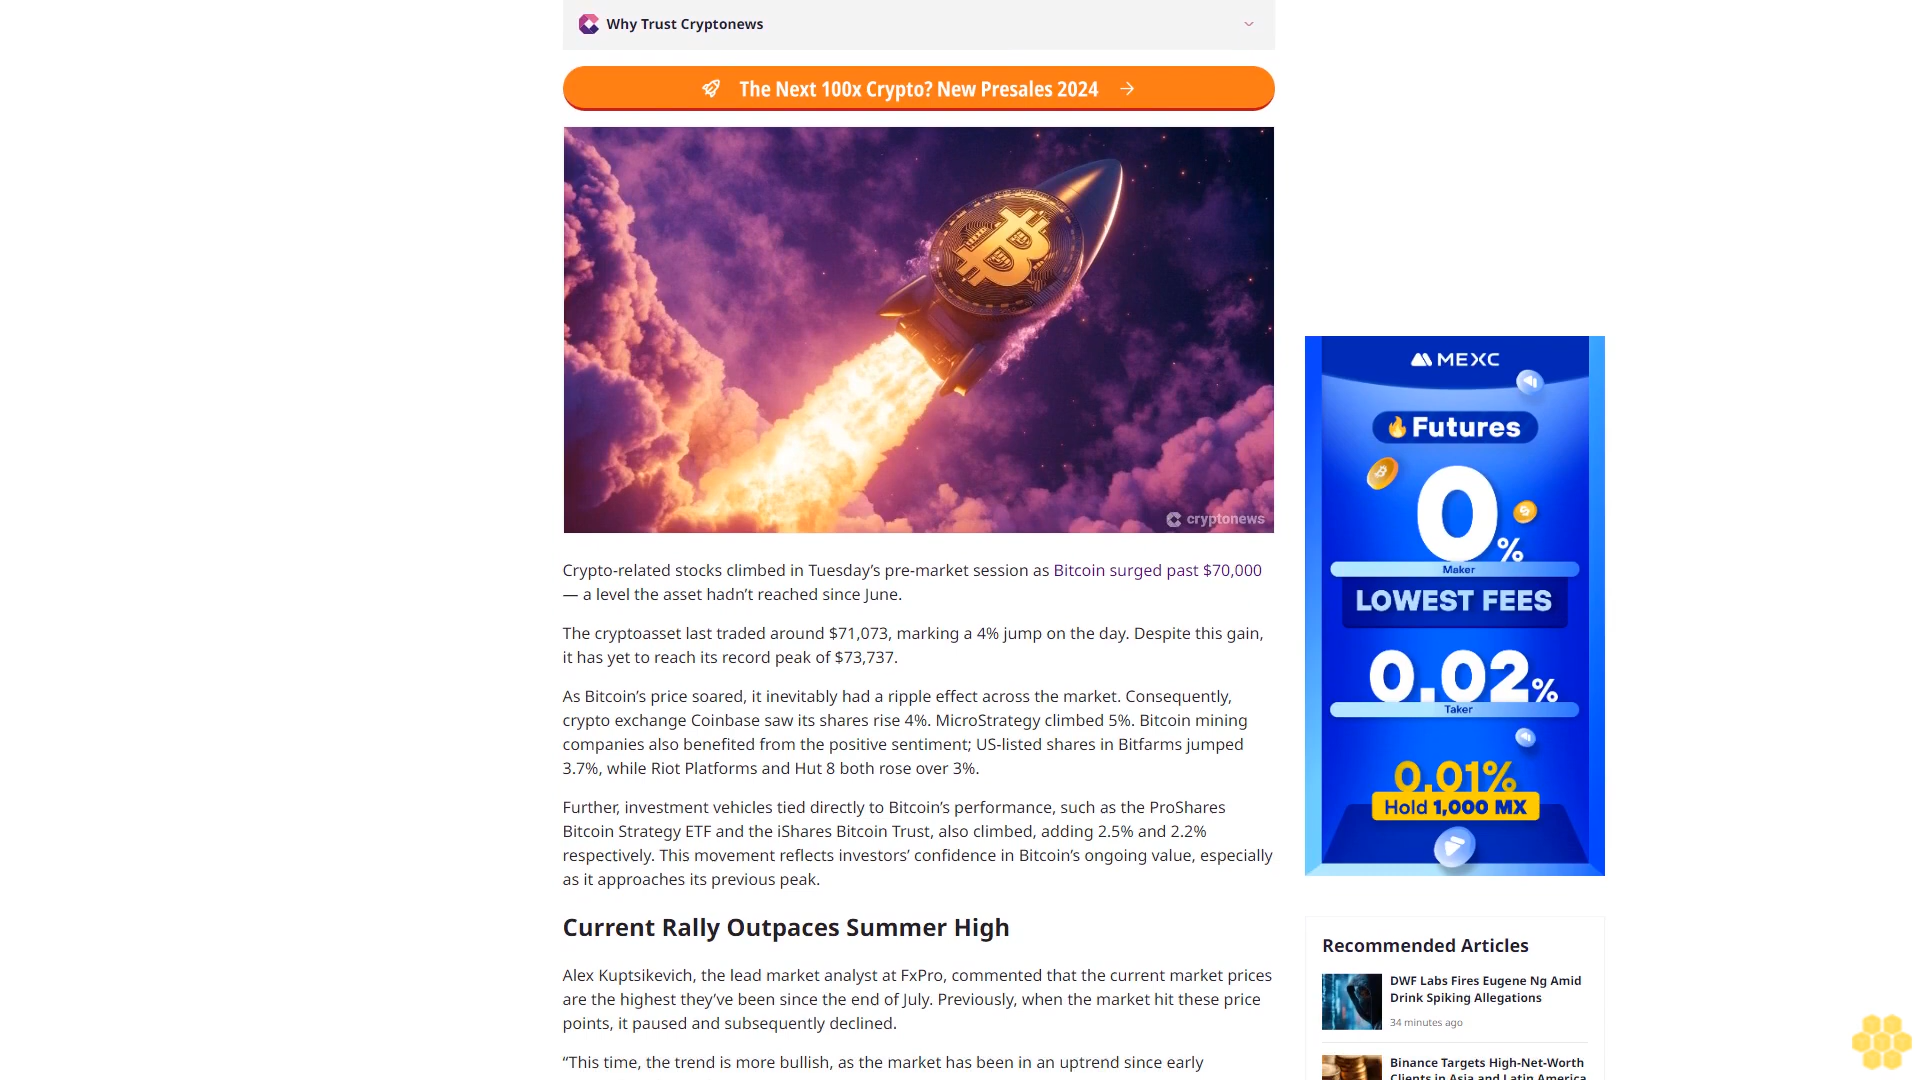 Why Trust Cryptonews
The Next 100x Crypto? New Presales 2024
cryptonews
Crypto-related stocks climbed in Tuesday’s pre-market session as Bitcoin surged past $70,000
— a level the asset hadn’t reached since June.
The cryptoasset last traded around $71,073, marking a 4% jump on the day. Despite this gain,
it has yet to reach its record peak of $73,737.
As Bitcoin’s price soared, it inevitably had a ripple effect across the market. Consequently,
crypto exchange Coinbase saw its shares rise 4%. MicroStrategy climbed 5%. Bitcoin mining
companies also benefited from the positive sentiment; US-listed shares in Bitfarms jumped
3.7%, while Riot Platforms and Hut 8 both rose over 3%.
Further, investment vehicles tied directly to Bitcoin’s performance, such as the ProShares
Bitcoin Strategy ETF and the iShares Bitcoin Trust, also climbed, adding 2.5% and 2.2%
respectively. This movement reflects investors’ confidence in Bitcoin’s ongoing value, especially
as it approaches its previous peak.
Current Rally Outpaces Summer High
Alex Kuptsikevich, the lead market analyst at FxPro, commented that the current market prices
are the highest they’ve been since the end of July. Previously, when the market hit these price
points, it paused and subsequently declined.
“This time, the trend is more bullish, as the market has been in an uptrend since early
MEXC
Futures
0%
Maker
LOWEST FEES
0.02%
Taker
0.01%
Hold 1,000 MX
Recommended Articles
DWF Labs Fires Eugene Ng Amid
Drink Spiking Allegations
34 minutes ago
Binance Targets High-Net-Worth
Clients in Asia and Latin America